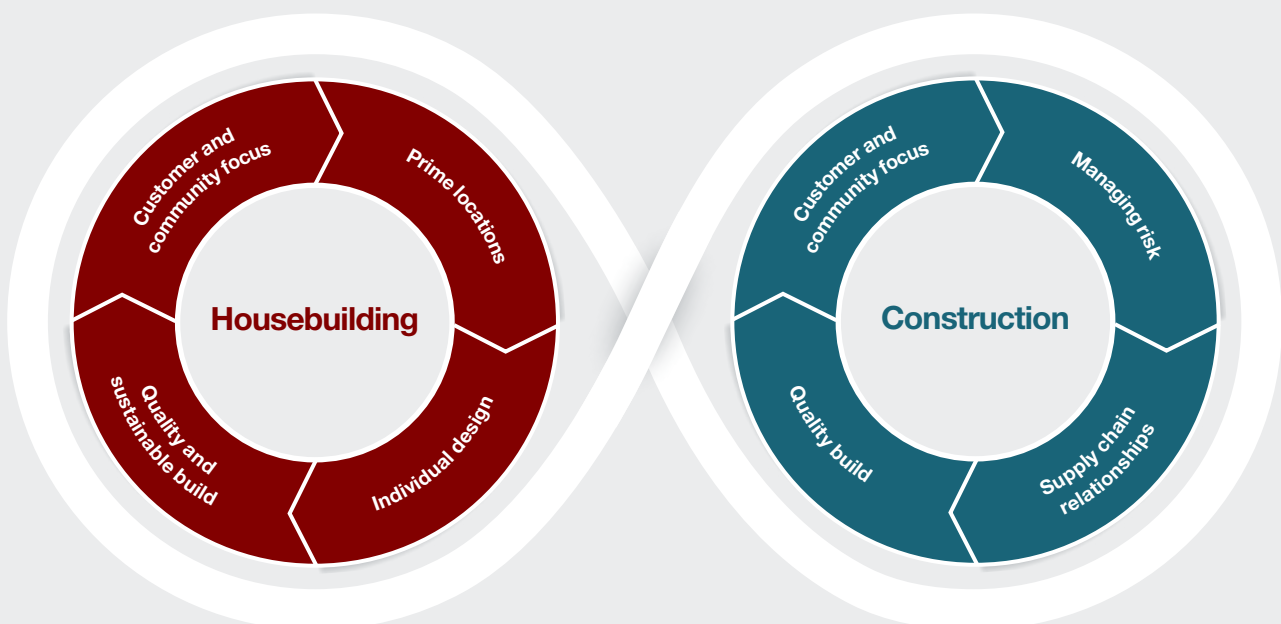 Housebuilding
Customer and
community focus
Prime locations
Individual design
Quality and
sustainable build
Construction
Customer and
community focus
Managing risk
Supply chain
relationships
Quality build